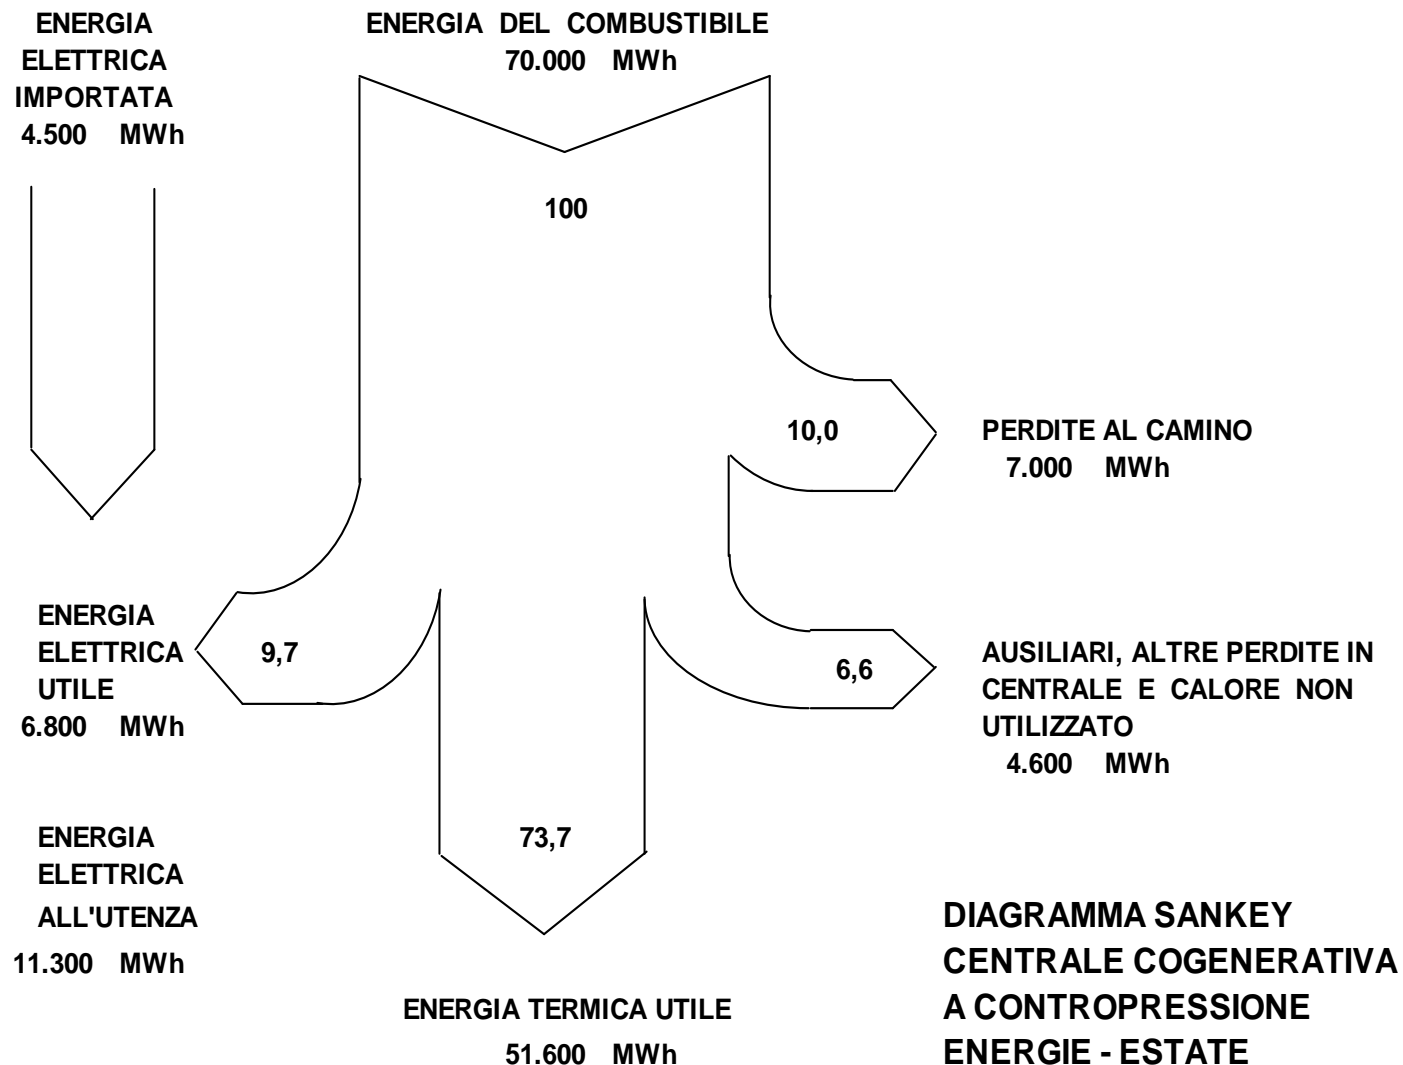 ENERGIA
ELETTRICA
IMPORTATA
4.500 MWh
ENERGIA DEL COMBUSTIBILE
70.000 MWh
100
10,0
PERDITE AL CAMINO
7.000 MWh
ENERGIA
ELETTRICA
UTILE
6.800 MWh
9,7
6,6
AUSILIARI, ALTRE PERDITE IN
CENTRALE E CALORE NON
UTILIZZATO
4.600 MWh
ENERGIA
ELETTRICA
ALL'UTENZA
11.300 MWh
73,7
ENERGIA TERMICA UTILE
51.600 MWh
DIAGRAMMA SANKEY
CENTRALE COGENERATIVA
A CONTROPRESSIONE
ENERGIE - ESTATE